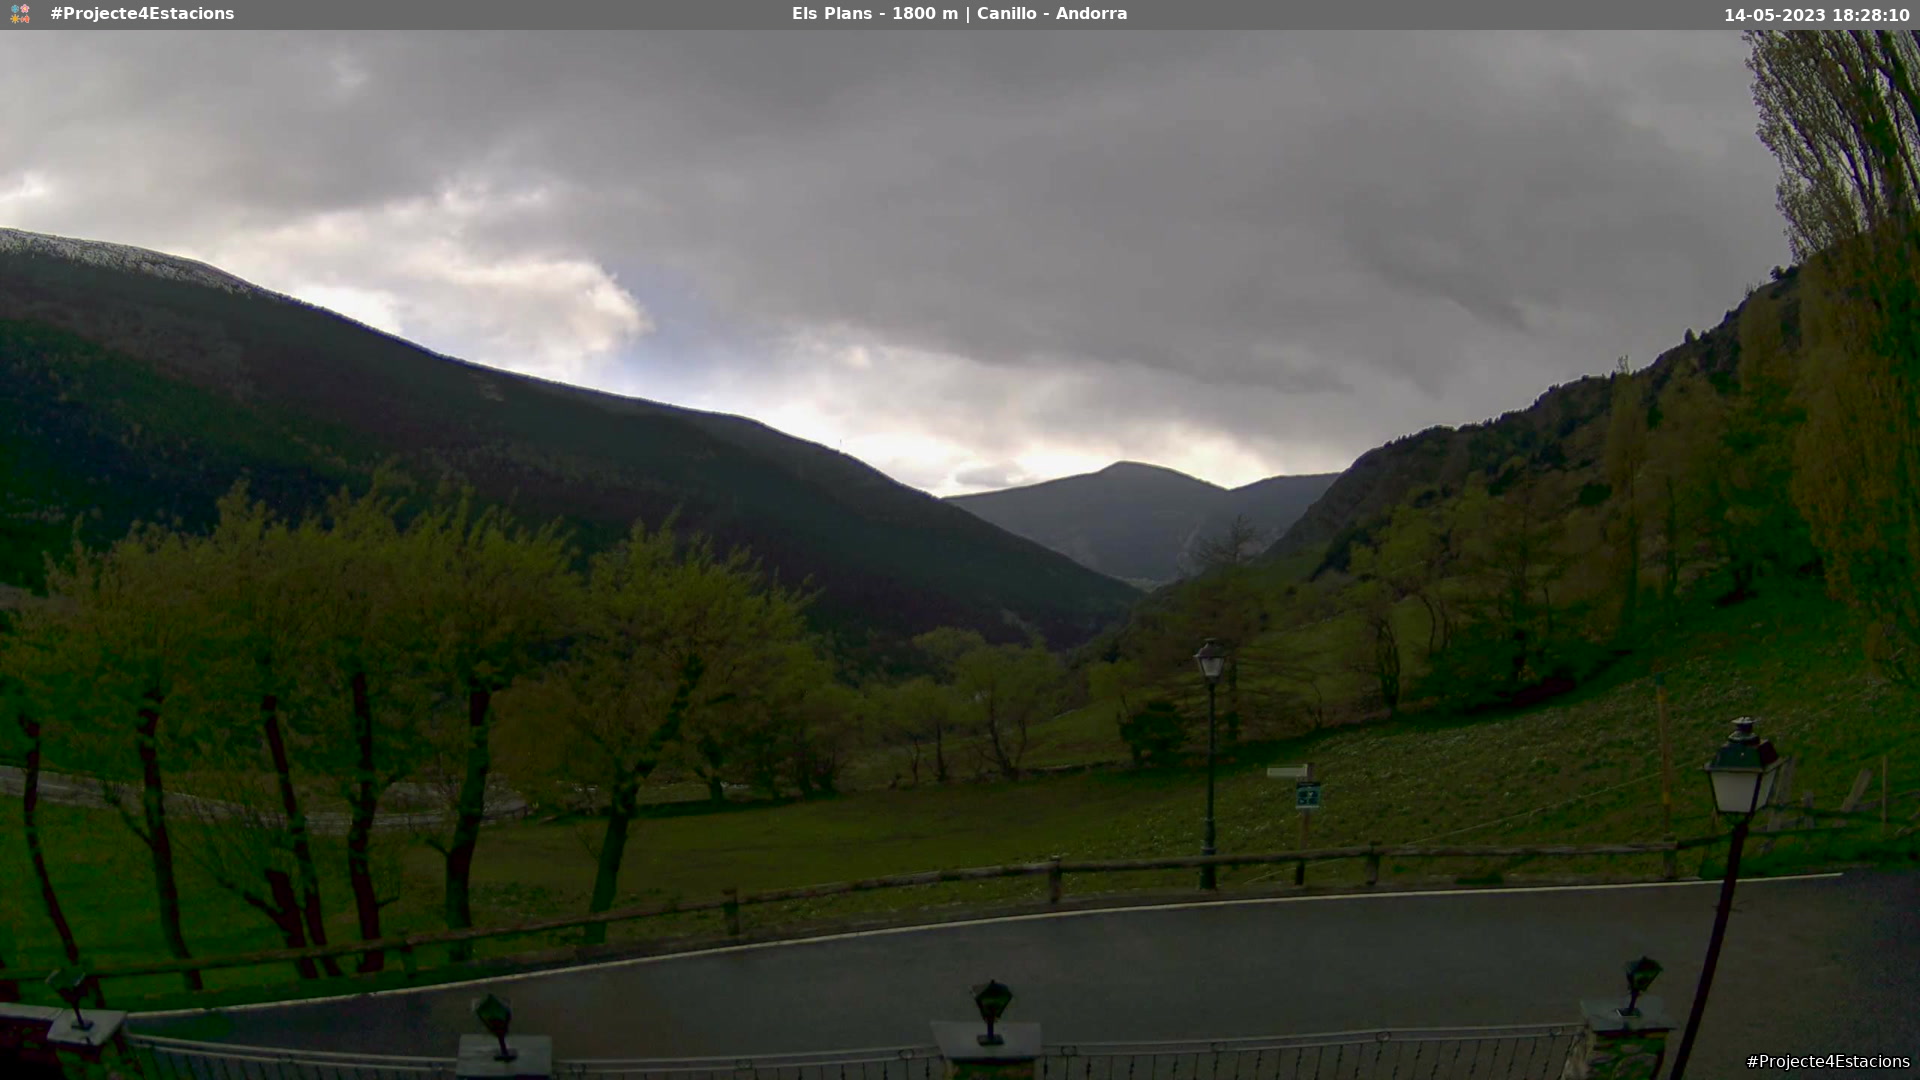 #Projecte4Estacions
Els Plans - 1800 m | Canillo - Andorra
14-05-2023 18:28:10
#Projecte4Estacions